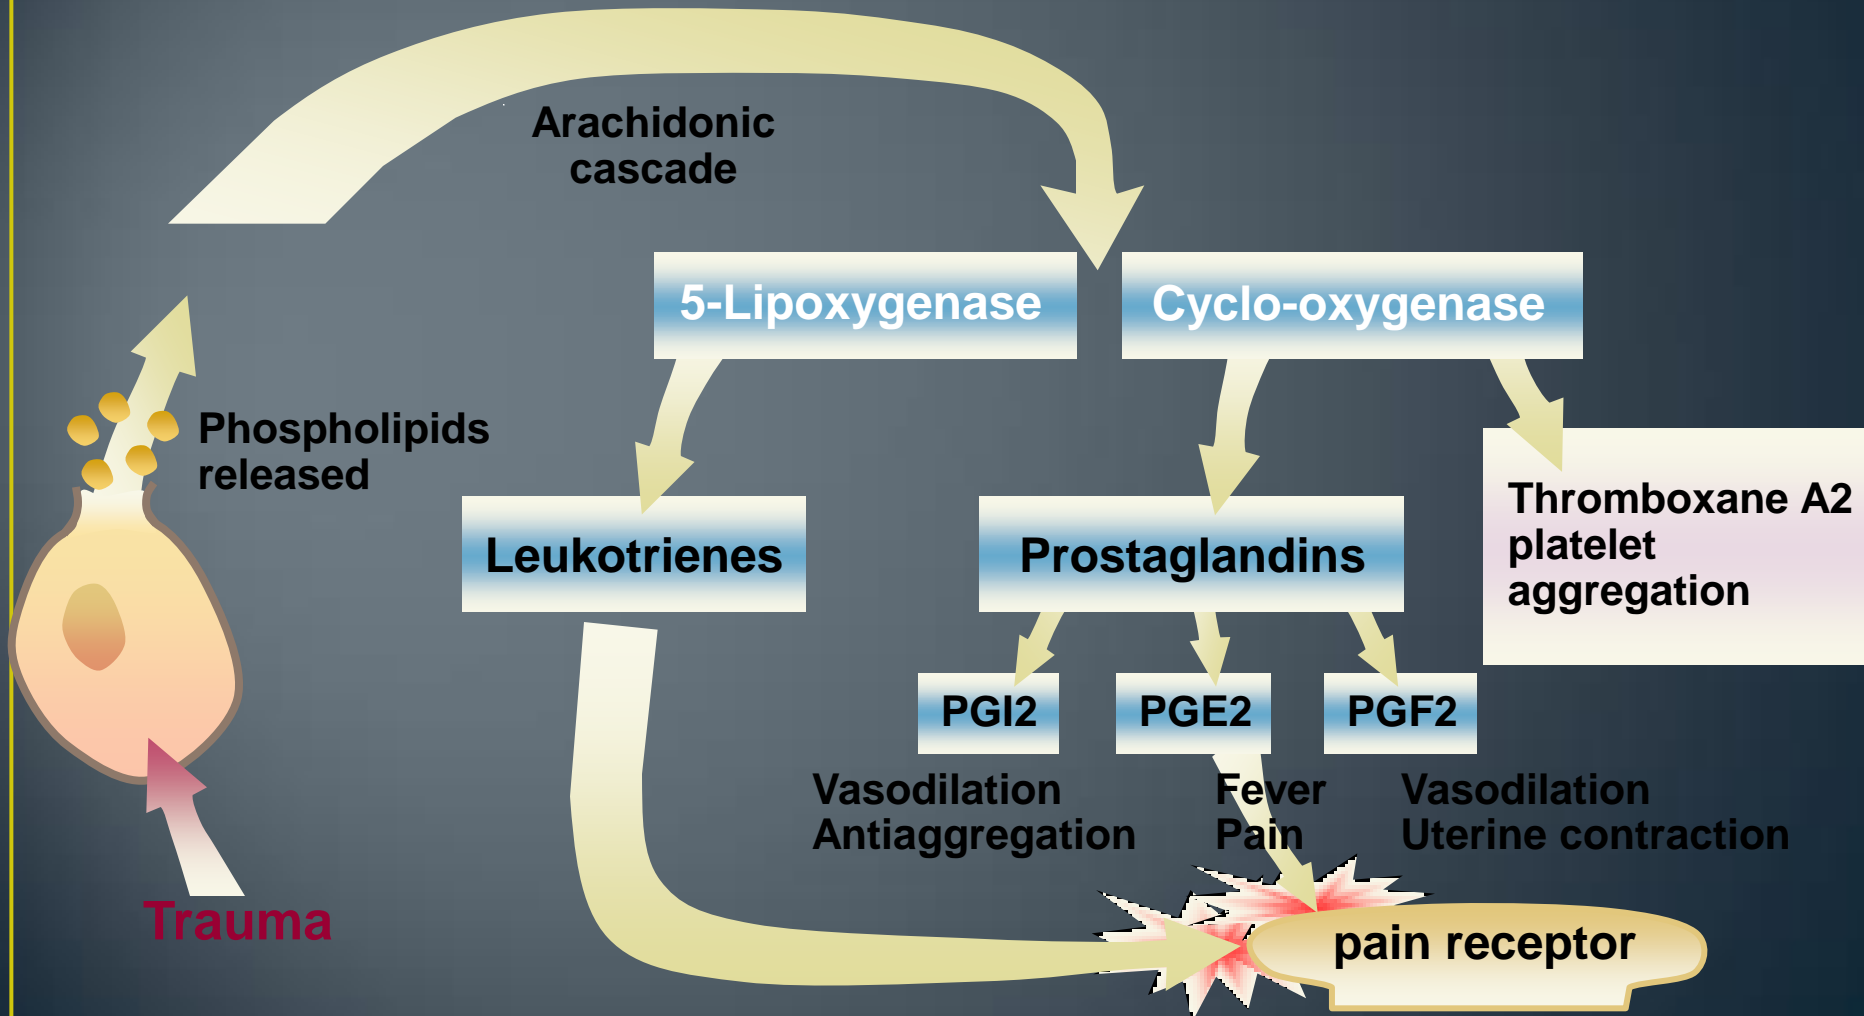 Arachidonic
cascade
5-Lipoxygenase
Cyclo-oxygenase
Phospholipids
released
Leukotrienes
Prostaglandins
Thromboxane A2
platelet
aggregation
PGI2
PGE2
PGF2
Vasodilation
Antiaggregation
Fever
Pain
Vasodilation
Uterine contraction
Trauma
pain receptor